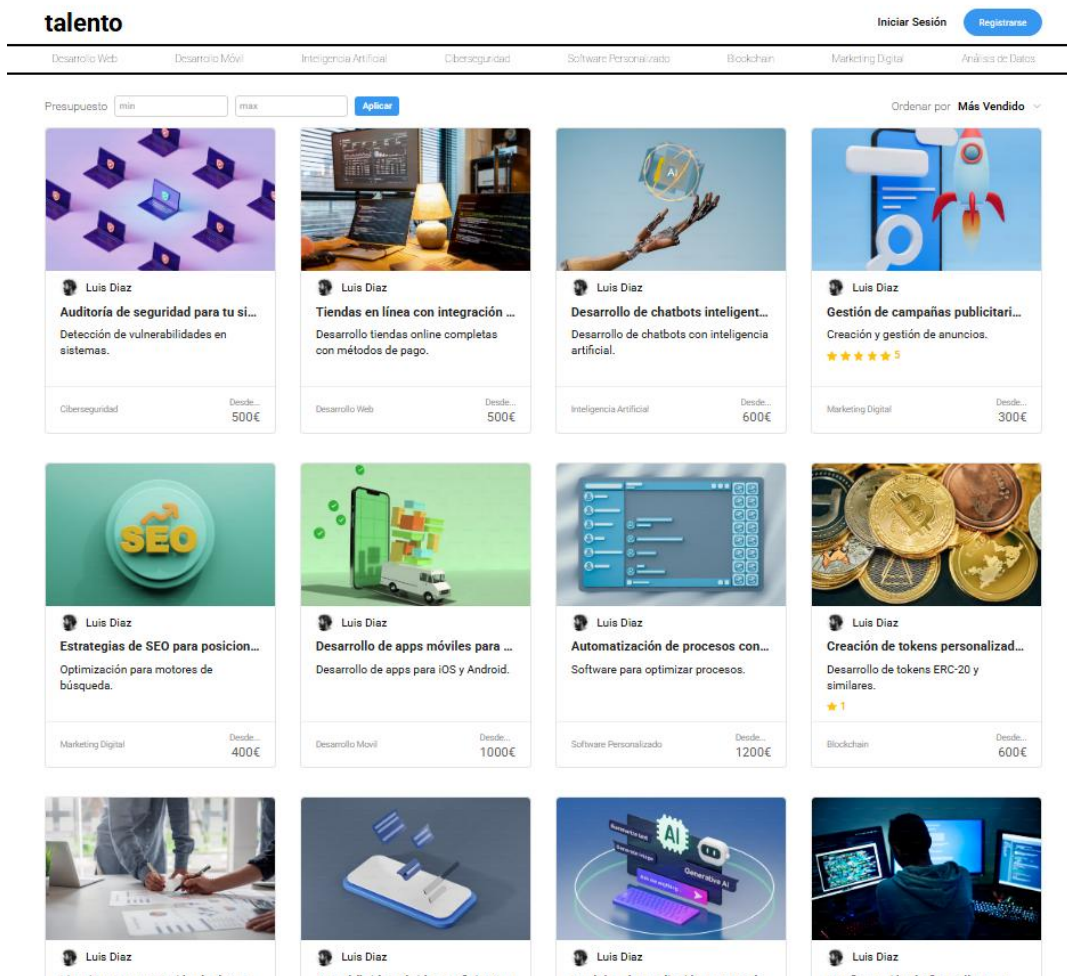 talento
Iniciar Sesión
Registrarse
Desarrollo Web
Desarrollo Móvil
Inteligencia Artificial
Ciberseguridad
Software Personalizado
Blockchain
Marketing Digital
Análisis de Datos
Presupuesto
min
max
Aplicar
Ordenar por Más Vendido
Luis Diaz
Auditoría de seguridad para tu si...
Detección de vulnerabilidades en
sistemas.
Ciberseguridad
Desde...
500€
Luis Diaz
Tiendas en línea con integración ...
Desarrollo tiendas online completas
con métodos de pago.
Desarrollo Web
Desde...
500€
AI
Luis Diaz
Desarrollo de chatbots inteligent...
Desarrollo de chatbots con inteligencia
artificial.
Inteligencia Artificial
Desde...
600€
Luis Diaz
Gestión de campañas publicitari...
Creación y gestión de anuncios.
5
Marketing Digital
Desde...
300€
SEO
Luis Diaz
Estrategias de SEO para posicion...
Optimización para motores de
búsqueda.
Marketing Digital
Desde...
400€
Luis Diaz
Desarrollo de apps móviles para ...
Desarrollo de apps para iOS y Android.
Desarrollo Movil
Desde...
1000€
Luis Diaz
Automatización de procesos con...
Software para optimizar procesos.
Software Personalizado
Desde...
1200€
Luis Diaz
Creación de tokens personalizad...
Desarrollo de tokens ERC-20 y
similares.
1
Blockchain
Desde...
600€
Luis Diaz
Luis Diaz
AI
Summarize text
Generate image
Generative AI
Ask me anything...
Luis Diaz
Luis Diaz